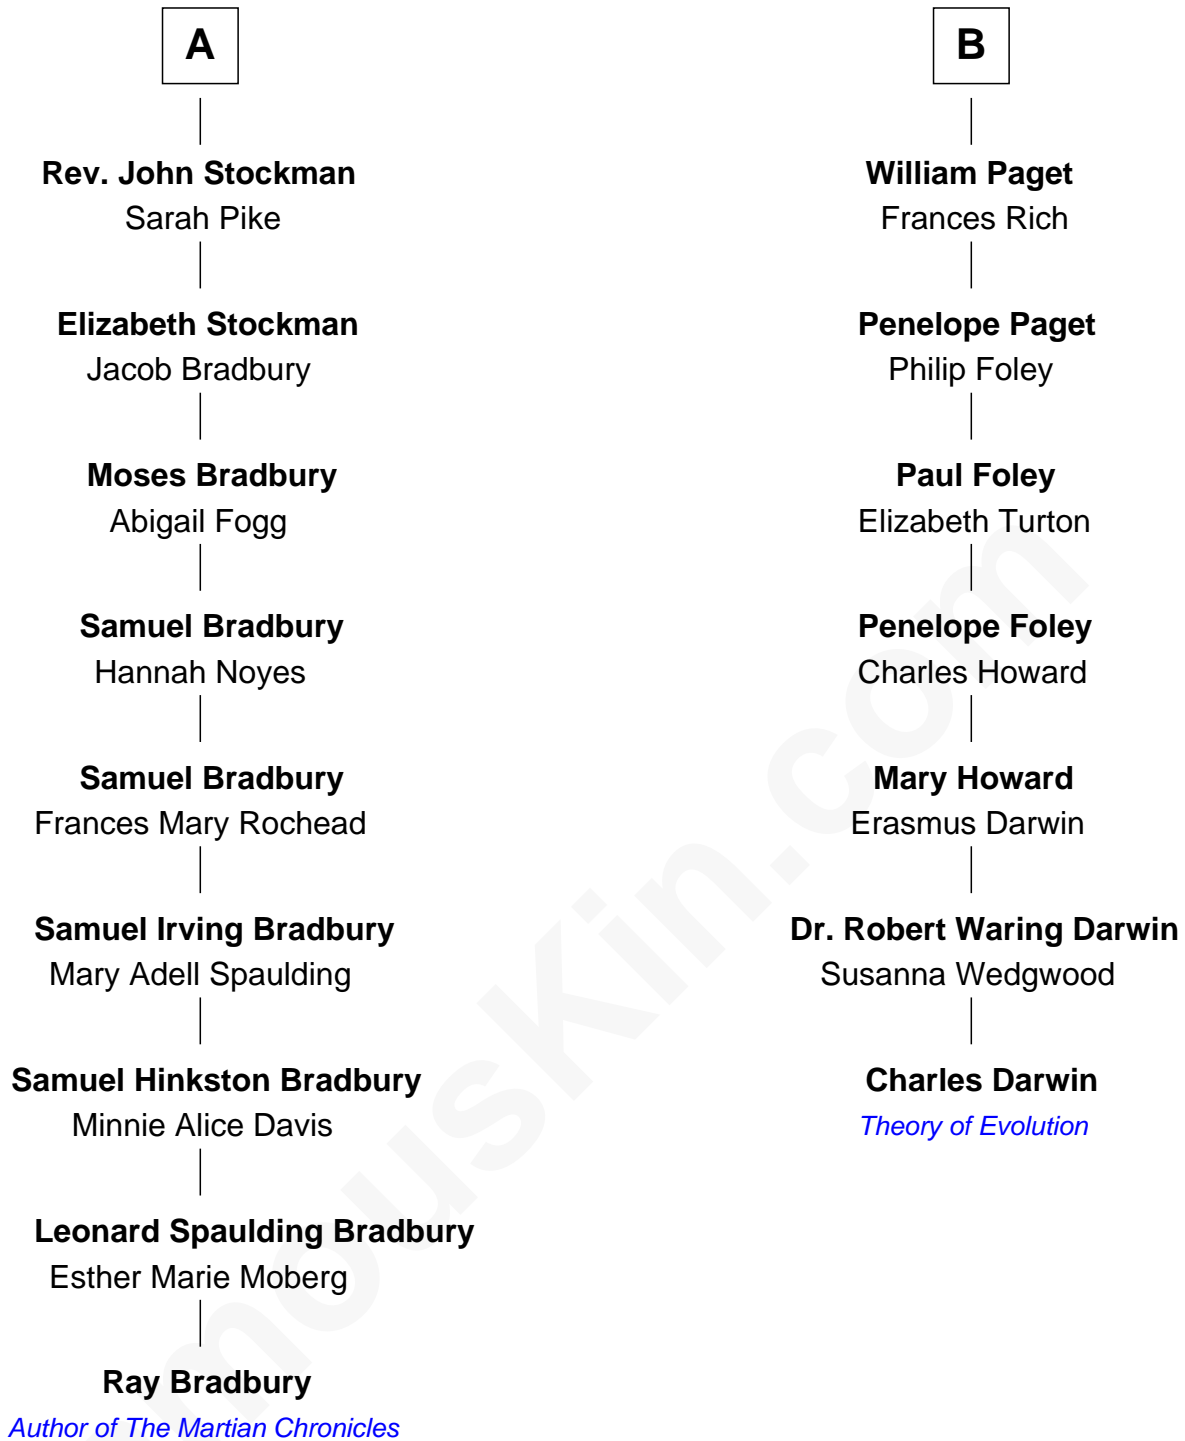 A
Rev. John Stockman
Sarah Pike
Elizabeth Stockman
Jacob Bradbury
Moses Bradbury
Abigail Fogg
Samuel Bradbury
Hannah Noyes
Samuel Bradbury
Frances Mary Rochead
Samuel Irving Bradbury
Mary Adell Spaulding
Samuel Hinkston Bradbury
Minnie Alice Davis
Leonard Spaulding Bradbury
Esther Marie Moberg
Ray Bradbury
Author of The Martian Chronicles
B
William Paget
Frances Rich
Penelope Paget
Philip Foley
Paul Foley
Elizabeth Turton
Penelope Foley
Charles Howard
Mary Howard
Erasmus Darwin
Dr. Robert Waring Darwin
Susanna Wedgwood
Charles Darwin
Theory of Evolution
mousKin.com